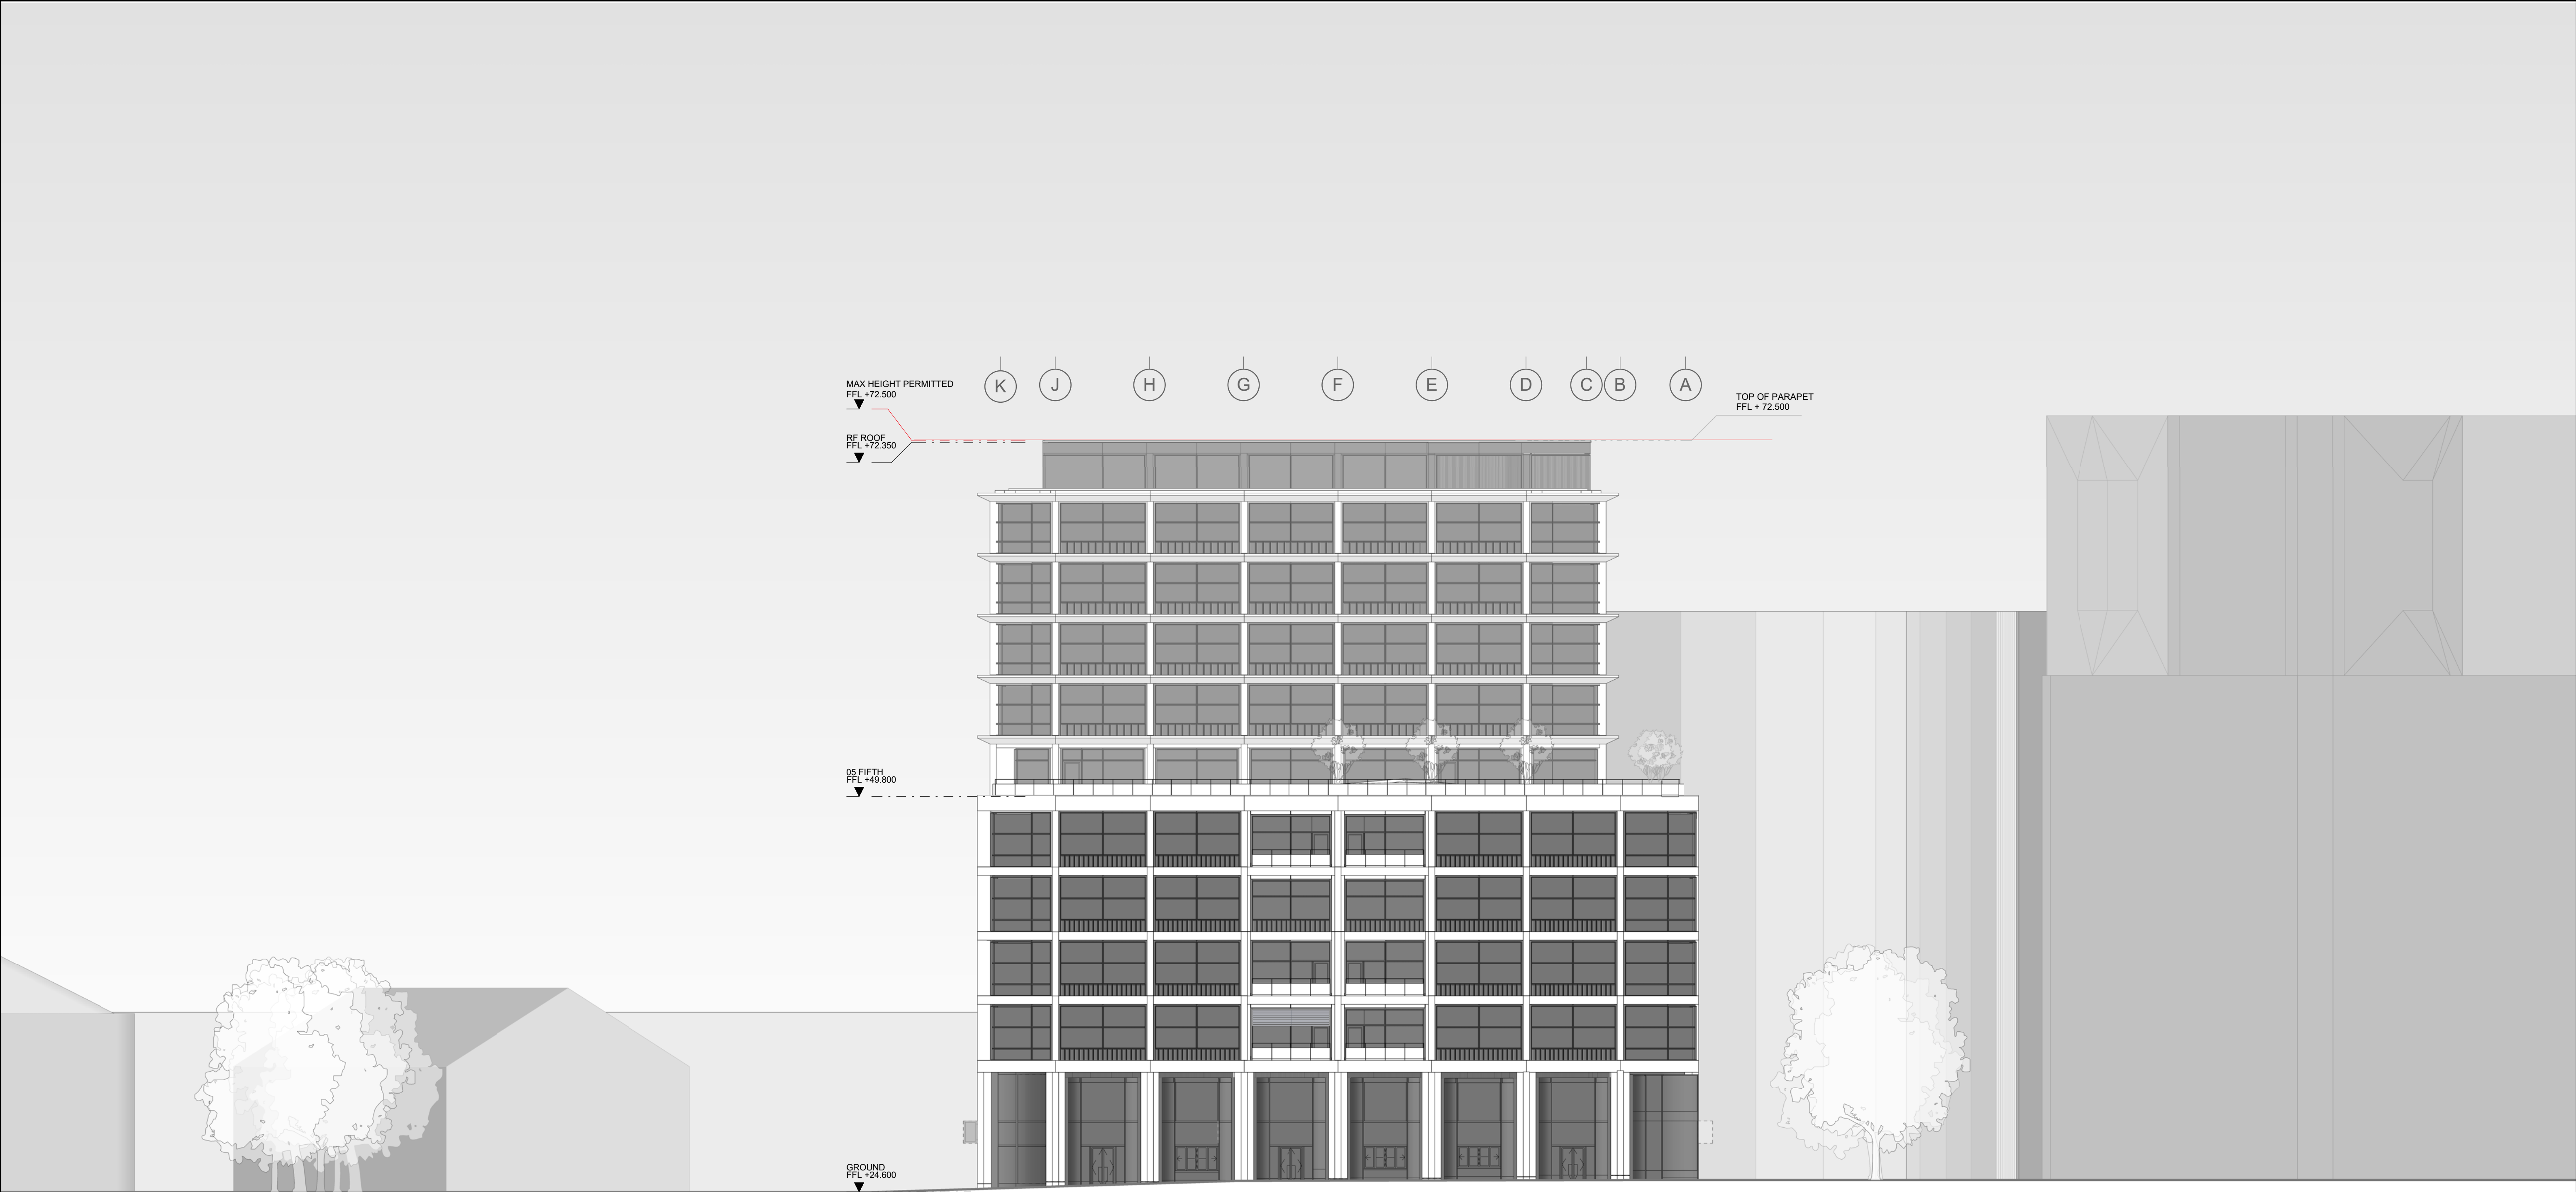 K J H G F E D C B A
MAX HEIGHT PERMITTED
FFL +72.500
TOP OF PARAPET
FFL + 72.500
RF ROOF
FFL +72.350
05 FIFTH
FFL +49.800
GROUND
FFL +24.600